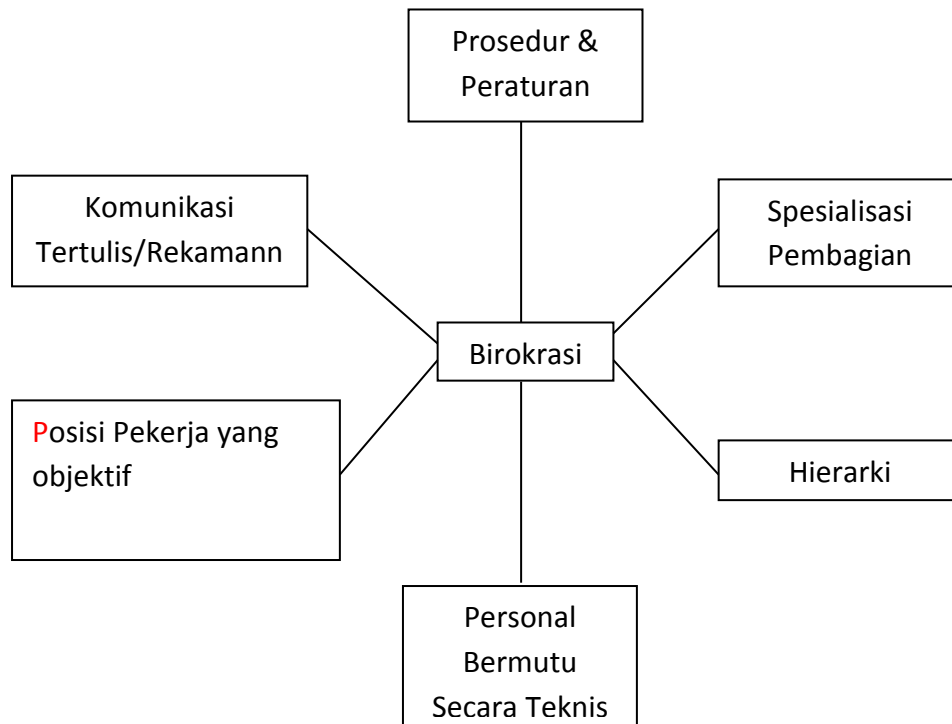 Prosedur &
Peraturan
Komunikasi
Tertulis/Rekamann
Spesialisasi
Pembagian
Birokrasi
Posisi Pekerja yang
objektif
Hierarki
Personal
Bermutu
Secara Teknis